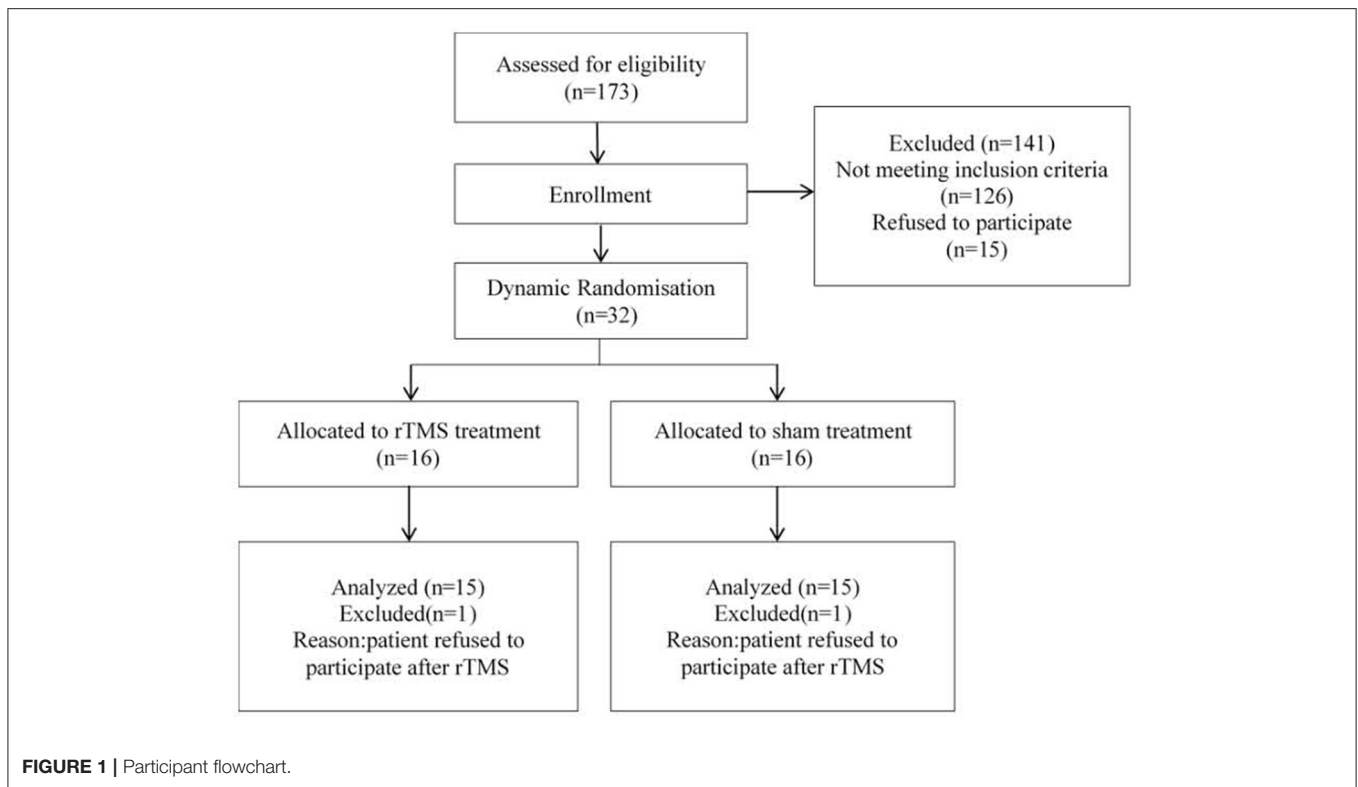 Assessed for eligibility
(n=173)
Excluded (n=141)
Not meeting inclusion criteria
(n=126)
Refused to participate
(n=15)
Enrollment
Dynamic Randomisation
(n=32)
Allocated to rTMS treatment
(n=16)
Allocated to sham treatment
(n=16)
Analyzed (n=15)
Excluded(n=1)
Reason:patient refused to
participate after rTMS
Analyzed (n=15)
Excluded(n=1)
Reason:patient refused to
participate after rTMS
FIGURE 1 | Participant flowchart.